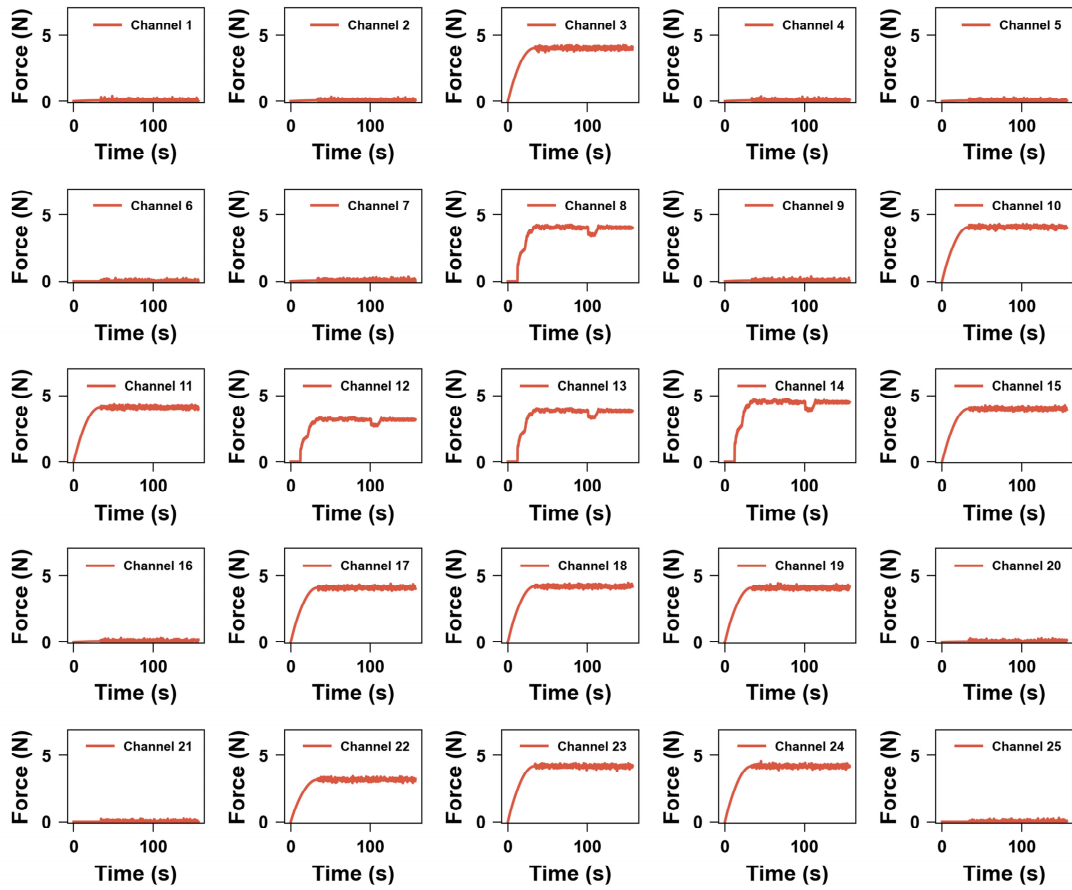 Force (N) 5 0 Channel 1 0 100 Time (s)
Force (N) 5 0 Channel 2 0 100 Time (s)
Force (N) 5 0 Channel 3 0 100 Time (s)
Force (N) 5 0 Channel 4 0 100 Time (s)
Force (N) 5 0 Channel 5 0 100 Time (s)
Force (N) 5 0 Channel 6 0 100 Time (s)
Force (N) 5 0 Channel 7 0 100 Time (s)
Force (N) 5 0 Channel 8 0 100 Time (s)
Force (N) 5 0 Channel 9 0 100 Time (s)
Force (N) 5 0 Channel 10 0 100 Time (s)
Force (N) 5 0 Channel 11 0 100 Time (s)
Force (N) 5 0 Channel 12 0 100 Time (s)
Force (N) 5 0 Channel 13 0 100 Time (s)
Force (N) 5 0 Channel 14 0 100 Time (s)
Force (N) 5 0 Channel 15 0 100 Time (s)
Force (N) 5 0 Channel 16 0 100 Time (s)
Force (N) 5 0 Channel 17 0 100 Time (s)
Force (N) 5 0 Channel 18 0 100 Time (s)
Force (N) 5 0 Channel 19 0 100 Time (s)
Force (N) 5 0 Channel 20 0 100 Time (s)
Force (N) 5 0 Channel 21 0 100 Time (s)
Force (N) 5 0 Channel 22 0 100 Time (s)
Force (N) 5 0 Channel 23 0 100 Time (s)
Force (N) 5 0 Channel 24 0 100 Time (s)
Force (N) 5 0 Channel 25 0 100 Time (s)